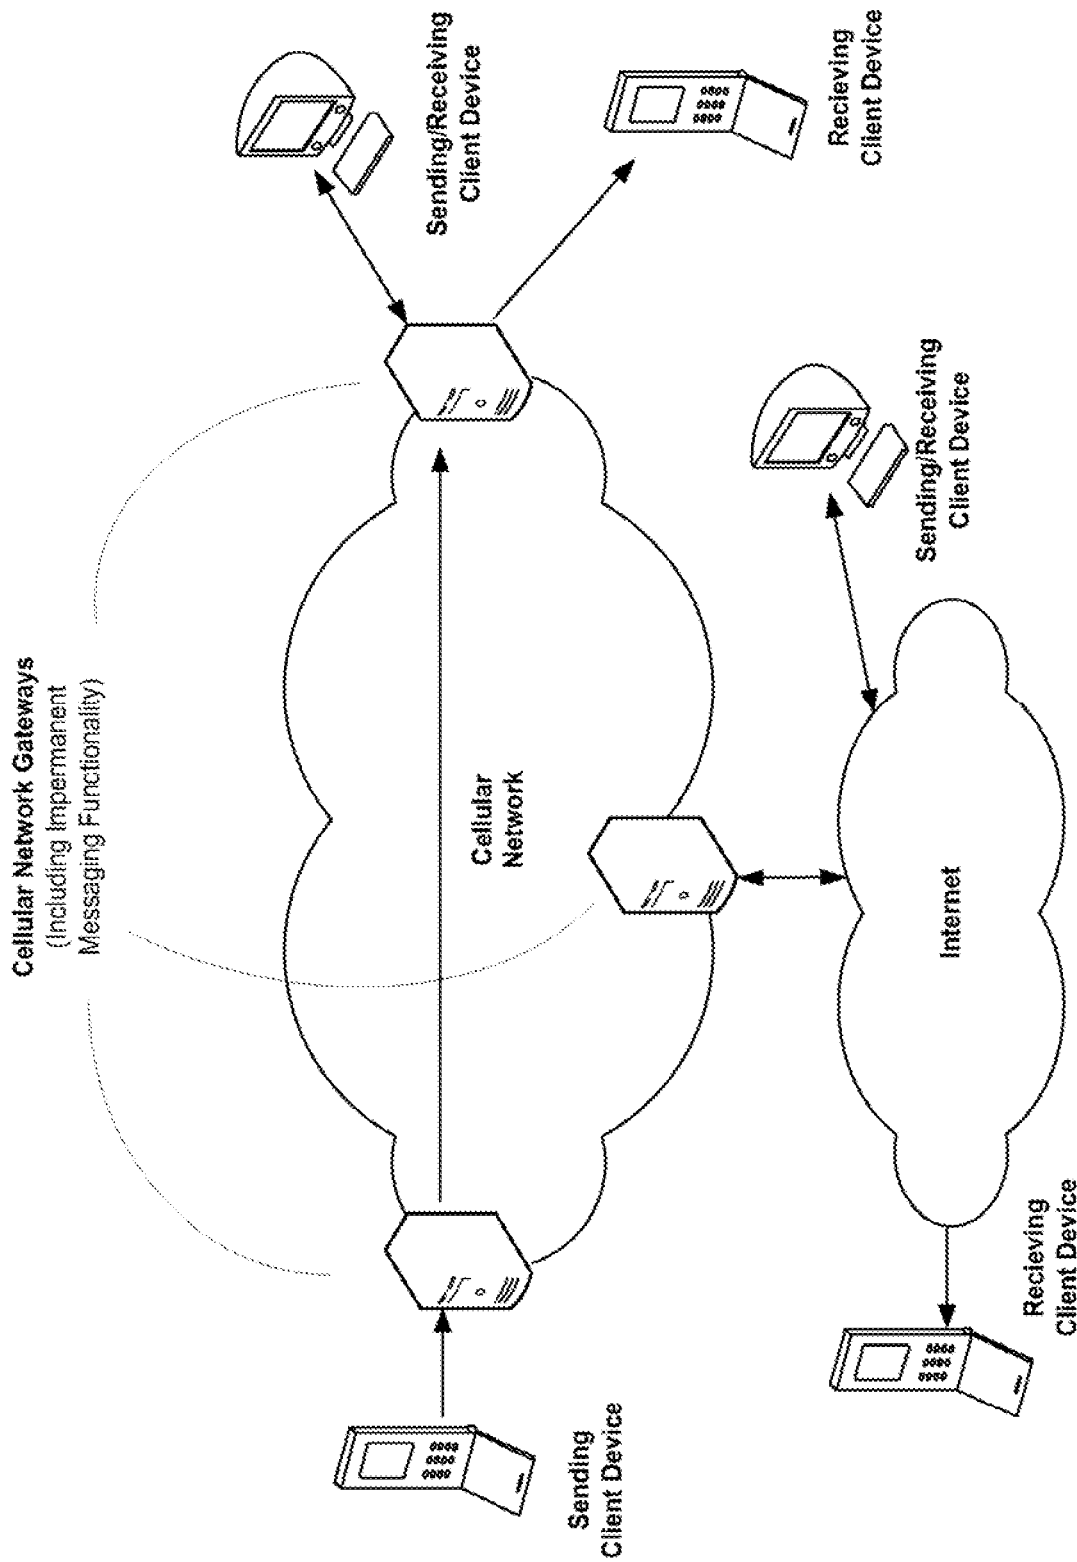 Cellular Network Gateways
(Including Impermanent
Messaging Functionality)
Sending/Receiving
Client Device
Recieving
Client Device
Cellular
Network
Sending
Client Device
Sending/Receiving
Client Device
Internet
Recieving
Client Device